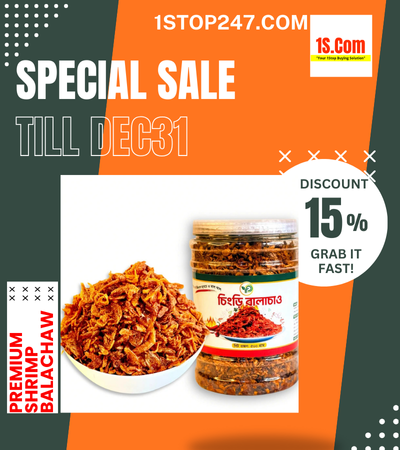 1STOP247.COM
1S.Com
"Your 1Stop Buying Solution"
SPECIAL SALE
TILL DEC31
DISCOUNT
15%
GRAB IT
FAST!
চিংড়ি বালাচাও
PREMIUM
SHRIMP
BALACHAW